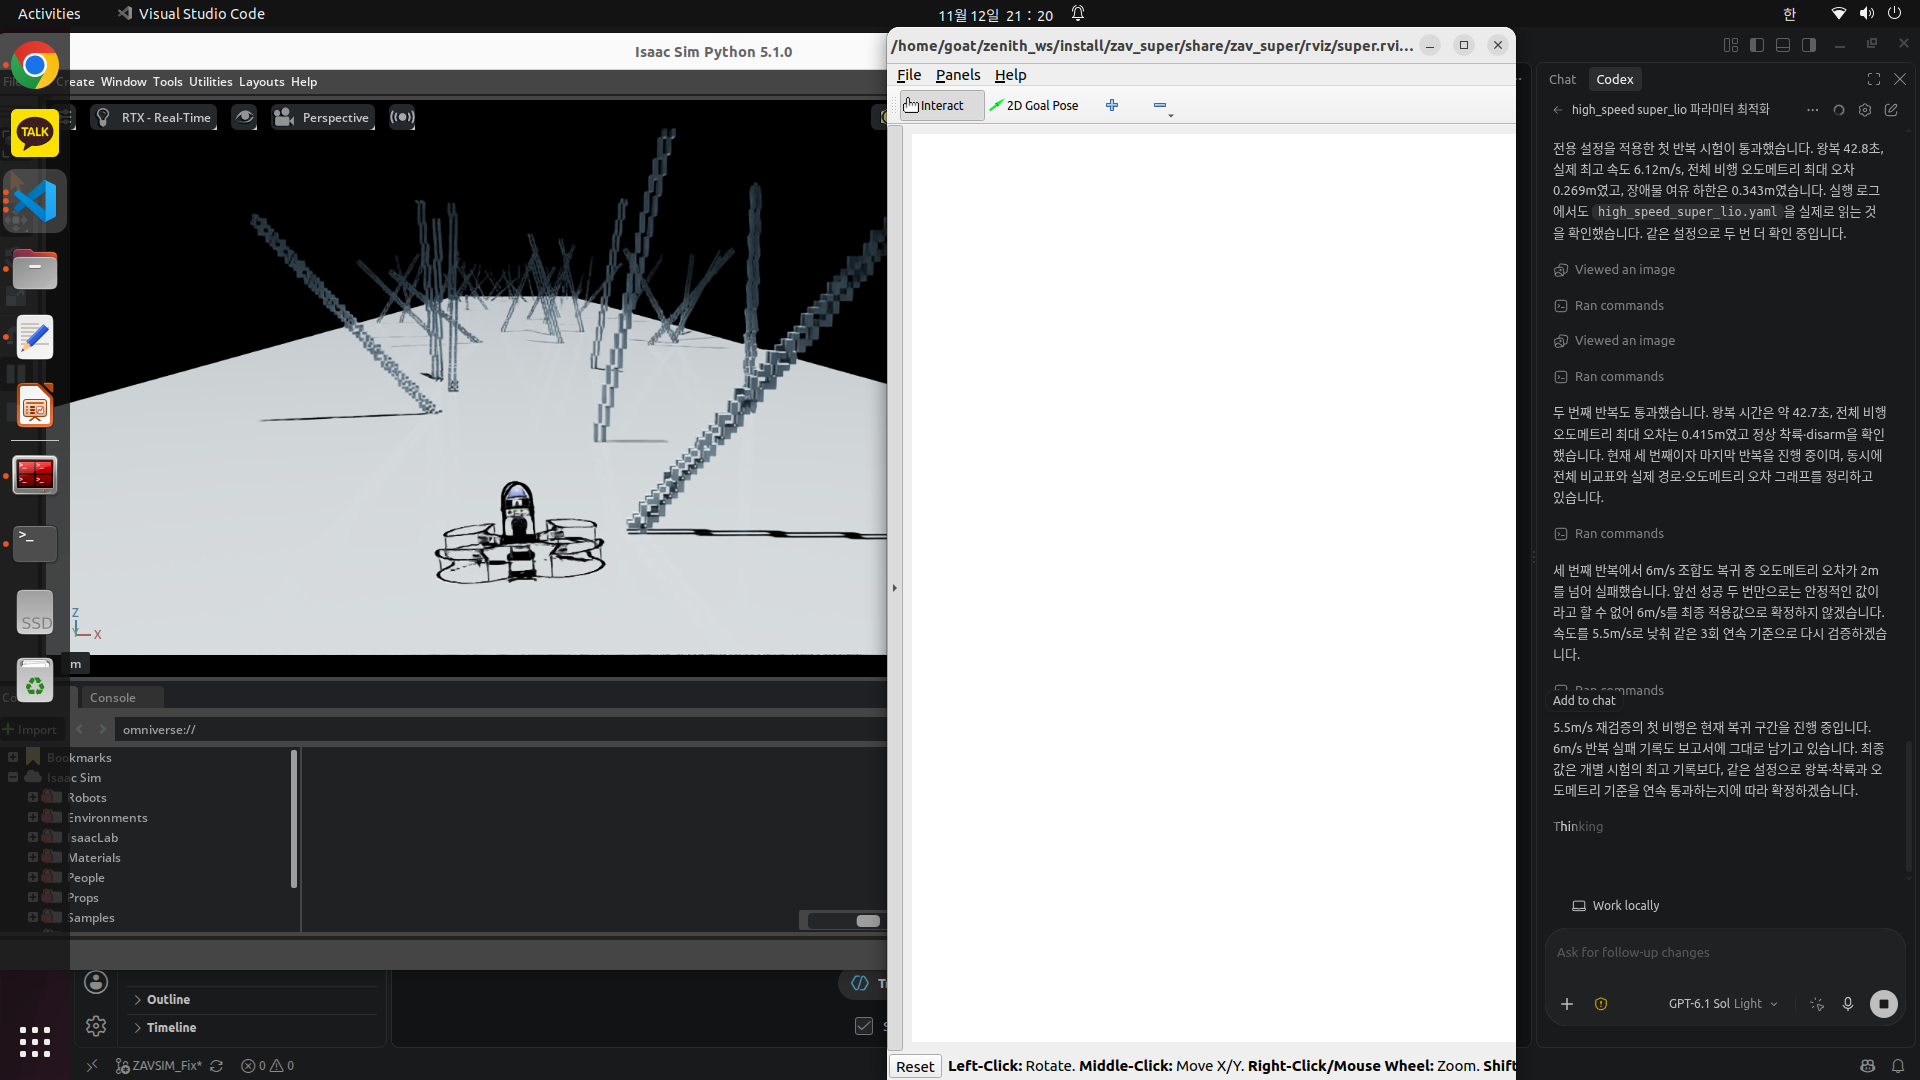 Activities
Visual Studio Code
11월 12일 21 : 20
한
Isaac Sim Python 5.1.0
File Create Window Tools Utilities Layouts Help
RTX - Real-Time
Perspective
TALK
SSD
Z
X
m
Console
Import
omniverse://
Bookmarks
Isaac Sim
Robots
Environments
IsaacLab
Materials
People
Props
Samples
Outline
Timeline
ZAVSIM_Fix*
0
0
/home/goat/zenith_ws/install/zav_super/share/zav_super/rviz/super.rvi...
File Panels Help
Interact
2D Goal Pose
Reset
Left-Click: Rotate. Middle-Click: Move X/Y. Right-Click/Mouse Wheel: Zoom. Shift
Chat
Codex
high_speed super_lio 파라미터 최적화
전용 설정을 적용한 첫 반복 시험이 통과했습니다. 왕복 42.8초,
실제 최고 속도 6.12m/s, 전체 비행 오도메트리 최대 오차
0.269m였고, 장애물 여유 하한은 0.343m였습니다. 실행 로그
에서도 high_speed_super_lio.yaml 을 실제로 읽는 것
을 확인했습니다. 같은 설정으로 두 번 더 확인 중입니다.
Viewed an image
Ran commands
Viewed an image
Ran commands
두 번째 반복도 통과했습니다. 왕복 시간은 약 42.7초, 전체 비행
오도메트리 최대 오차는 0.415m였고 정상 착륙·disarm을 확인
했습니다. 현재 세 번째이자 마지막 반복을 진행 중이며, 동시에
전체 비교표와 실제 경로·오도메트리 오차 그래프를 정리하고
있습니다.
Ran commands
세 번째 반복에서 6m/s 조합도 복귀 중 오도메트리 오차가 2m
를 넘어 실패했습니다. 앞선 성공 두 번만으로는 안정적인 값이
라고 할 수 없어 6m/s를 최종 적용값으로 확정하지 않겠습니다.
속도를 5.5m/s로 낮춰 같은 3회 연속 기준으로 다시 검증하겠습
니다.
Ran commands
Add to chat
5.5m/s 재검증의 첫 비행은 현재 복귀 구간을 진행 중입니다.
6m/s 반복 실패 기록도 보고서에 그대로 남기고 있습니다. 최종
값은 개별 시험의 최고 기록보다, 같은 설정으로 왕복·착륙과 오
도메트리 기준을 연속 통과하는지에 따라 확정하겠습니다.
Thinking
Work locally
Ask for follow-up changes
GPT-6.1 Sol Light